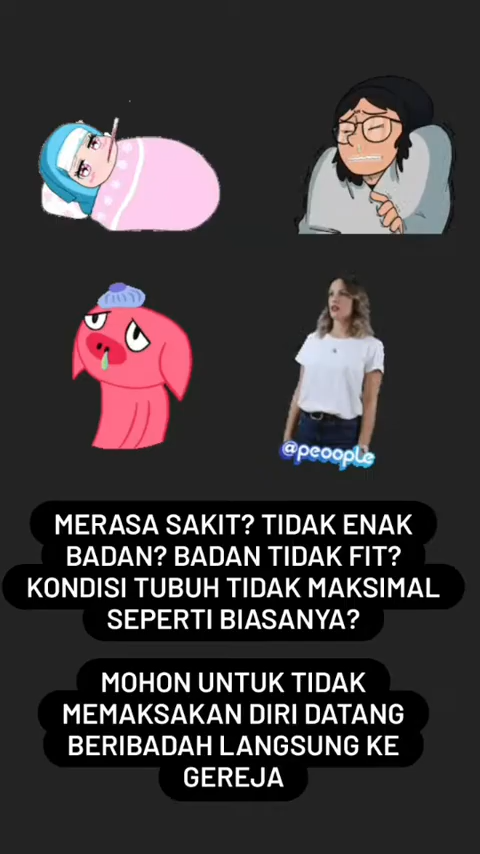 @peoople
MERASA SAKIT? TIDAK ENAK
BADAN? BADAN TIDAK FIT?
KONDISI TUBUH TIDAK MAKSIMAL
SEPERTI BIASANYA?
MOHON UNTUK TIDAK
MEMAKSAKAN DIRI DATANG
BERIBADAH LANGSUNG KE
GEREJA